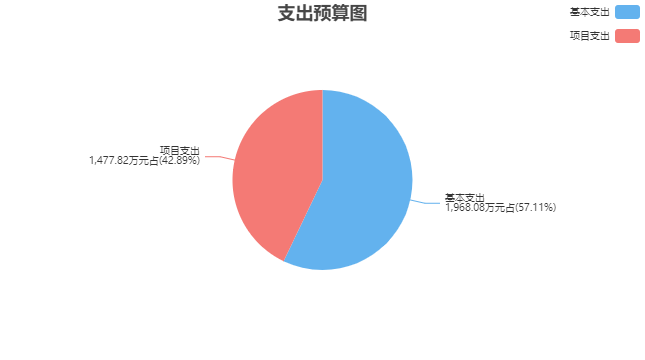 支出预算图
基本支出
项目支出
项目支出
1,477.82万元占(42.89%)
基本支出
1,968.08万元占(57.11%)